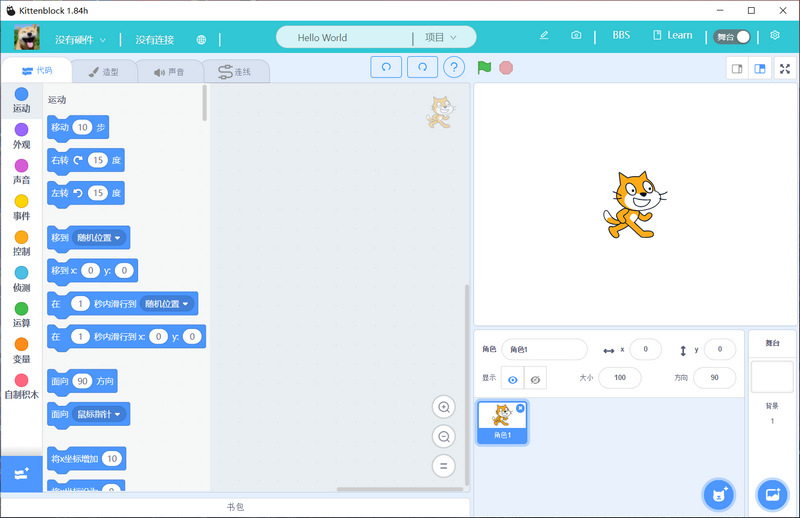 Kittenblock 1.84h
没有硬件
没有连接
Hello World
项目
BBS
Learn
舞台
代码
造型
声音
连线
?
运动
外观
声音
事件
控制
侦测
运算
变量
自制积木
运动
移动 10 步
右转 15 度
左转 15 度
移到 随机位置
移到 x: 0 y: 0
在 1 秒内滑行到 随机位置
在 1 秒内滑行到 x: 0 y: 0
面向 90 方向
面向 鼠标指针
将x坐标增加 10
书包
角色 角色1 x 0 y 0
显示 大小 100 方向 90
角色1
舞台
背景
1